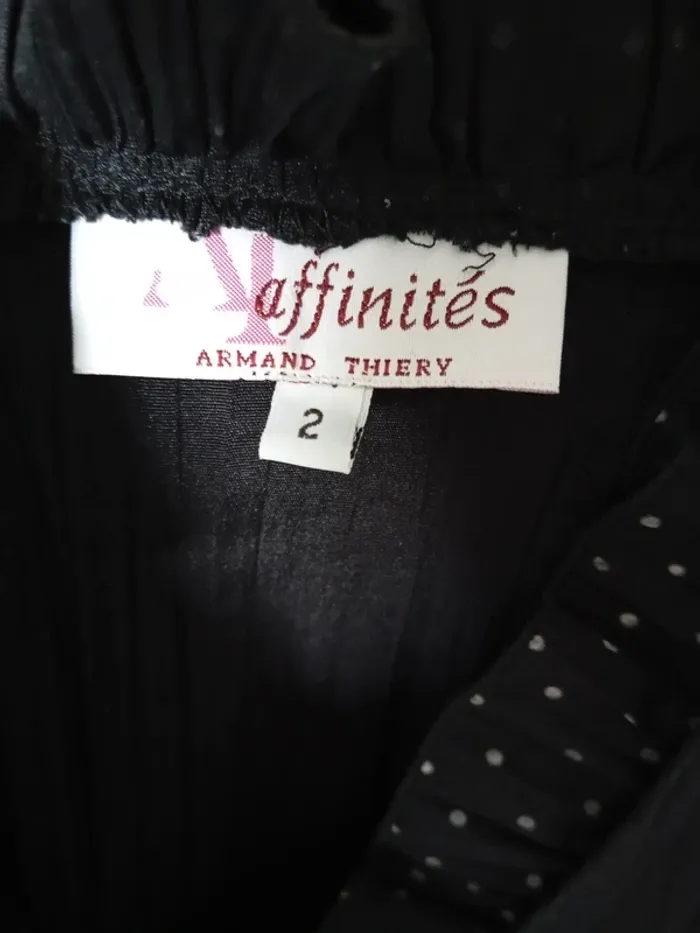 affinités
ARMAND THIERY
2